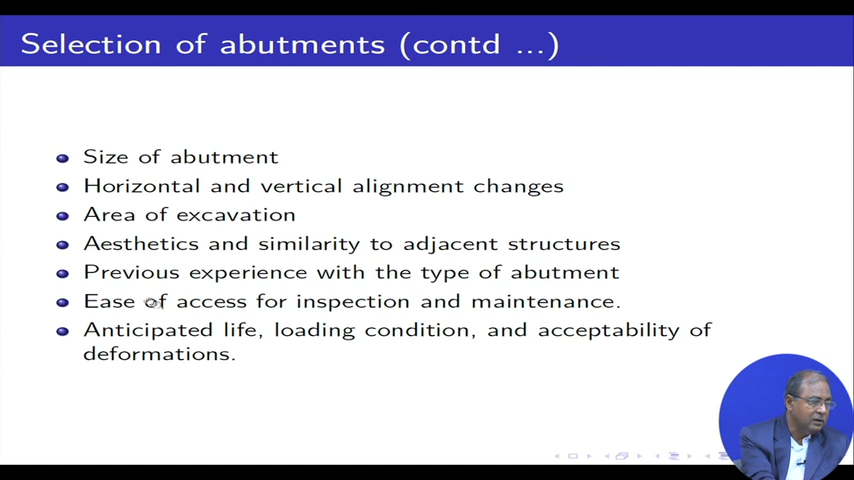 Selection of abutments (contd ...)
Size of abutment
Horizontal and vertical alignment changes
Area of excavation
Aesthetics and similarity to adjacent structures
Previous experience with the type of abutment
Ease of access for inspection and maintenance.
Anticipated life, loading condition, and acceptability of
deformations.